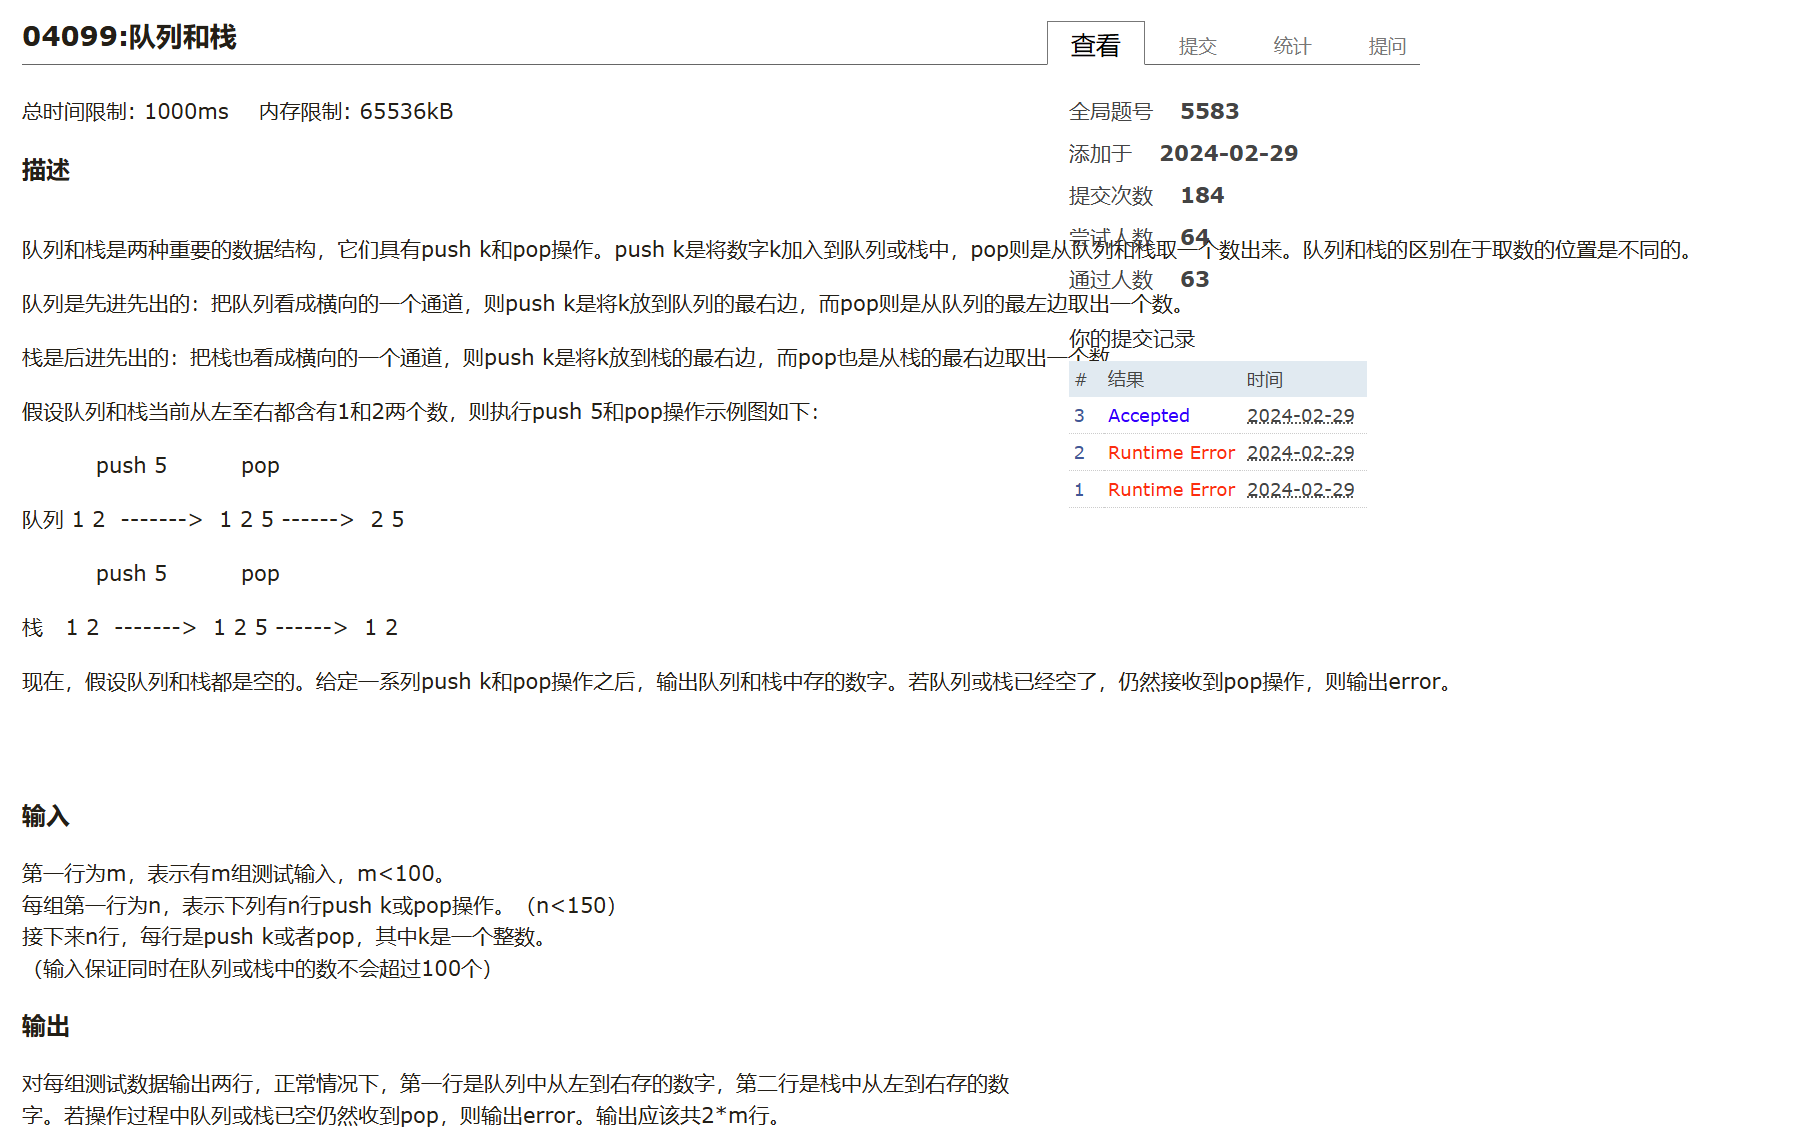 04099:队列和栈
查看
提交
统计
提问
总时间限制: 1000ms 内存限制: 65536kB
描述
队列和栈是两种重要的数据结构，它们具有push k和pop操作。push k是将数字k加入到队列或栈中，pop则是从队列和栈取一个数出来。队列和栈的区别在于取数的位置是不同的。
队列是先进先出的：把队列看成横向的一个通道，则push k是将k放到队列的最右边，而pop则是从队列的最左边取出一个数。
栈是后进先出的：把栈也看成横向的一个通道，则push k是将k放到栈的最右边，而pop也是从栈的最右边取出一个数
假设队列和栈当前从左至右都含有1和2两个数，则执行push 5和pop操作示例图如下：
push 5 pop
队列 1 2 -------> 1 2 5 ------> 2 5
push 5 pop
栈 1 2 -------> 1 2 5 ------> 1 2
现在，假设队列和栈都是空的。给定一系列push k和pop操作之后，输出队列和栈中存的数字。若队列或栈已经空了，仍然接收到pop操作，则输出error。
输入
第一行为m，表示有m组测试输入，m<100。
每组第一行为n，表示下列有n行push k或pop操作。（n<150）
接下来n行，每行是push k或者pop，其中k是一个整数。
（输入保证同时在队列或栈中的数不会超过100个）
输出
对每组测试数据输出两行，正常情况下，第一行是队列中从左到右存的数字，第二行是栈中从左到右存的数
字。若操作过程中队列或栈已空仍然收到pop，则输出error。输出应该共2*m行。
全局题号 5583
添加于 2024-02-29
提交次数 184
尝试人数 64
通过人数 63
你的提交记录
# 结果 时间
3 Accepted 2024-02-29
2 Runtime Error 2024-02-29
1 Runtime Error 2024-02-29